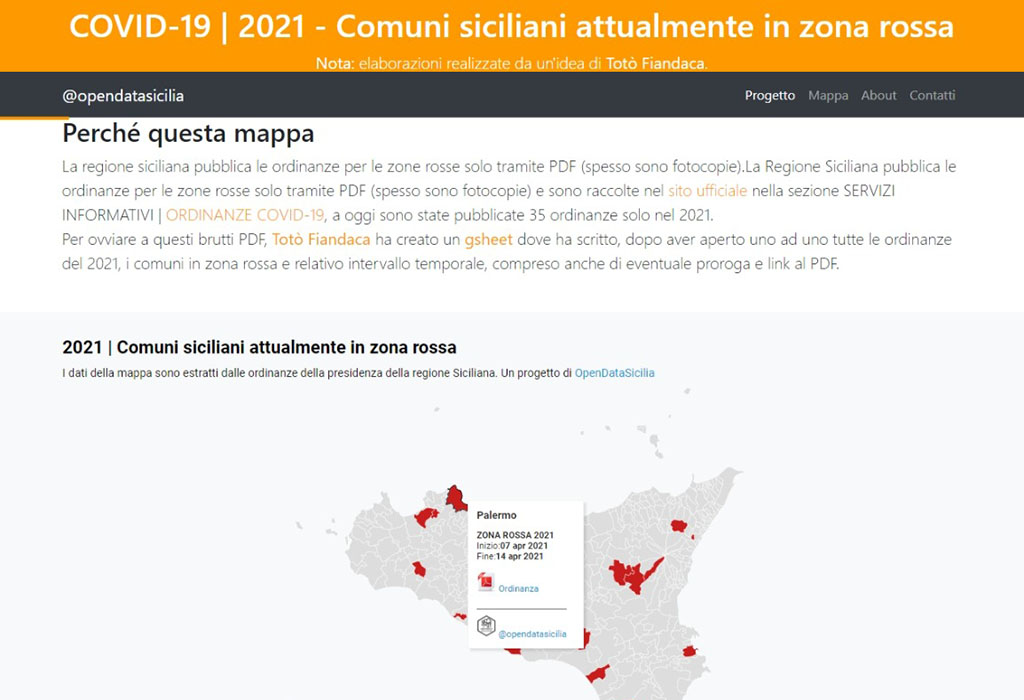 COVID-19 | 2021 - Comuni siciliani attualmente in zona rossa
Nota: elaborazioni realizzate da un'idea di Totò Fiandaca.
@opendatasicilia
Progetto Mappa About Contatti
Perché questa mappa
La regione siciliana pubblica le ordinanze per le zone rosse solo tramite PDF (spesso sono fotocopie).La Regione Siciliana pubblica le
ordinanze per le zone rosse solo tramite PDF (spesso sono fotocopie) e sono raccolte nel sito ufficiale nella sezione SERVIZI
INFORMATIVI | ORDINANZE COVID-19, a oggi sono state pubblicate 35 ordinanze solo nel 2021.
Per ovviare a questi brutti PDF, Totò Fiandaca ha creato un gsheet dove ha scritto, dopo aver aperto uno ad uno tutte le ordinanze
del 2021, i comuni in zona rossa e relativo intervallo temporale, compreso anche di eventuale proroga e link al PDF.
2021 | Comuni siciliani attualmente in zona rossa
I dati della mappa sono estratti dalle ordinanze della presidenza della regione Siciliana. Un progetto di OpenDataSicilia
Palermo
ZONA ROSSA 2021
Inizio:07 apr 2021
Fine:14 apr 2021
Ordinanza
@opendatasicilia